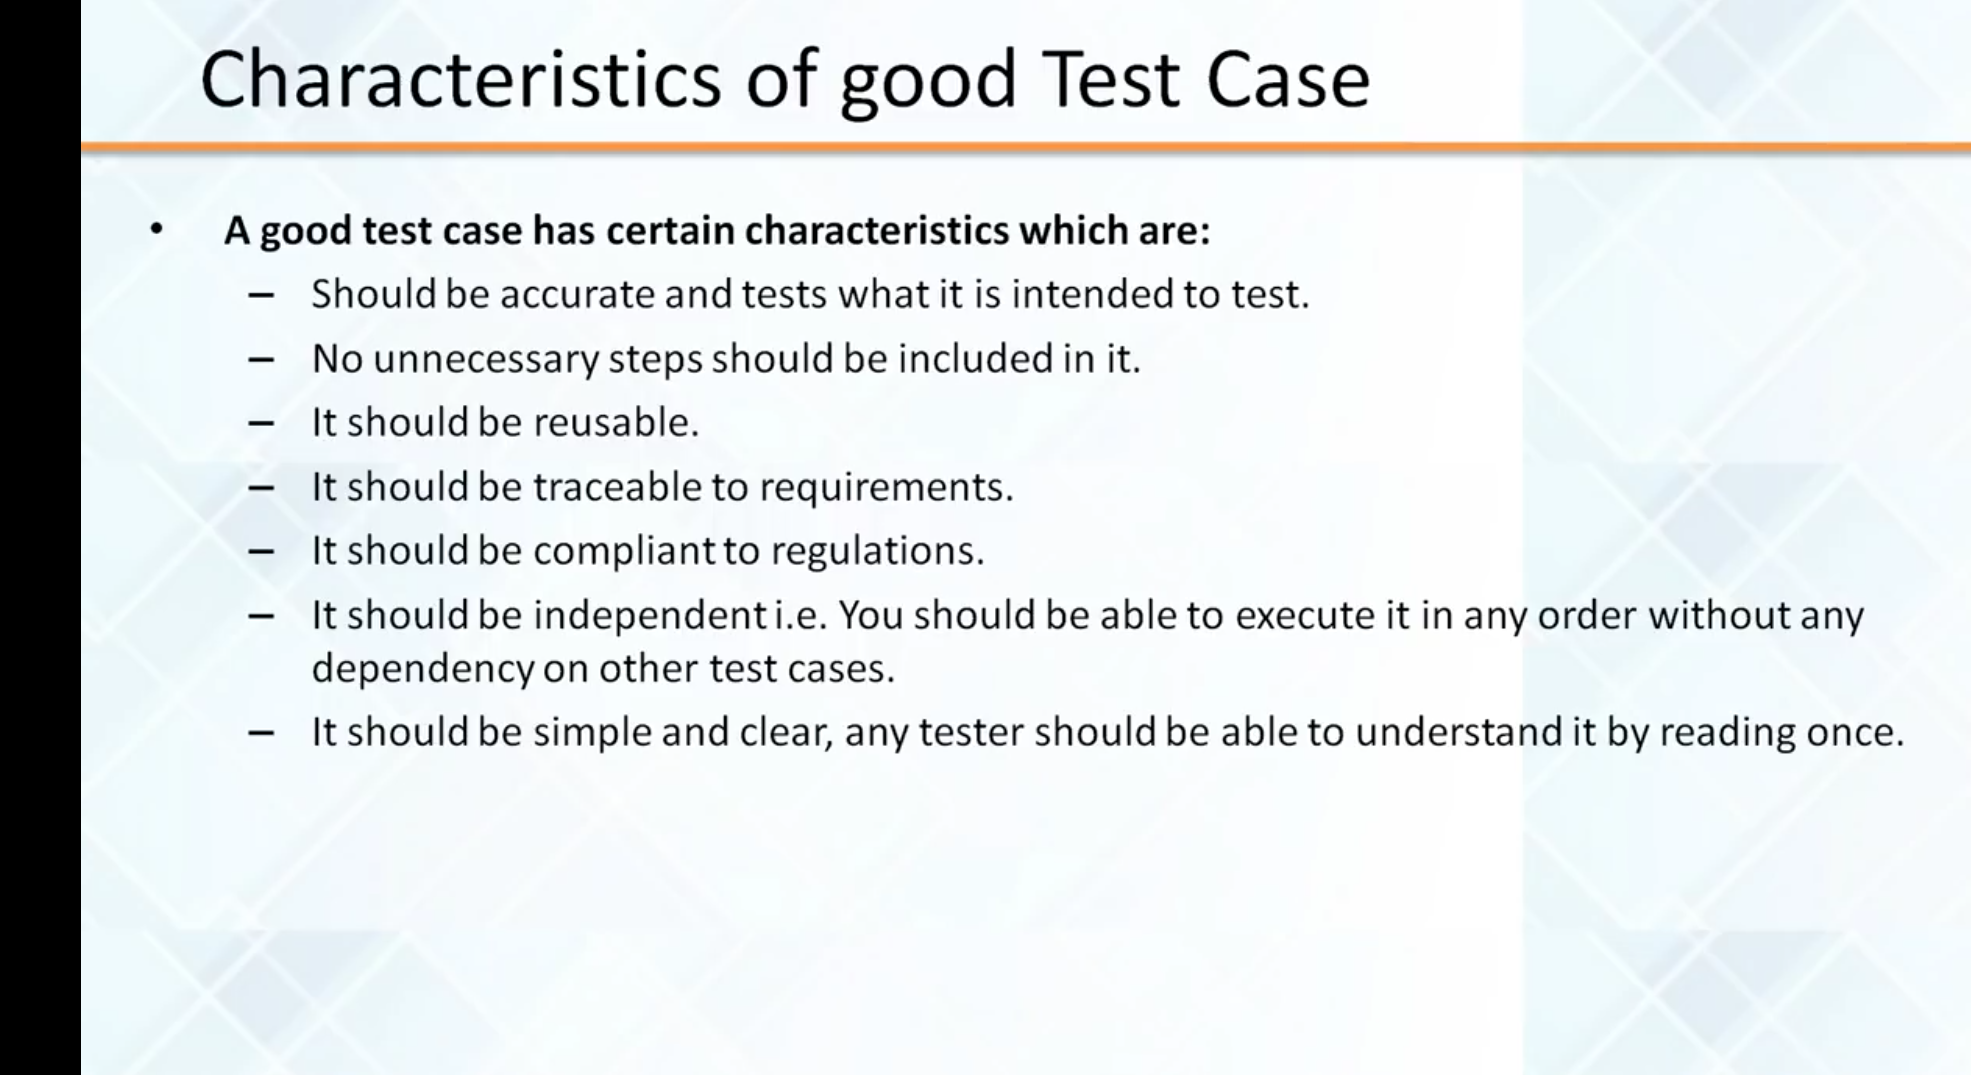 Characteristics of good Test Case
• A good test case has certain characteristics which are:
– Should be accurate and tests what it is intended to test.
– No unnecessary steps should be included in it.
– It should be reusable.
– It should be traceable to requirements.
– It should be compliant to regulations.
– It should be independent i.e. You should be able to execute it in any order without any
dependency on other test cases.
– It should be simple and clear, any tester should be able to understand it by reading once.